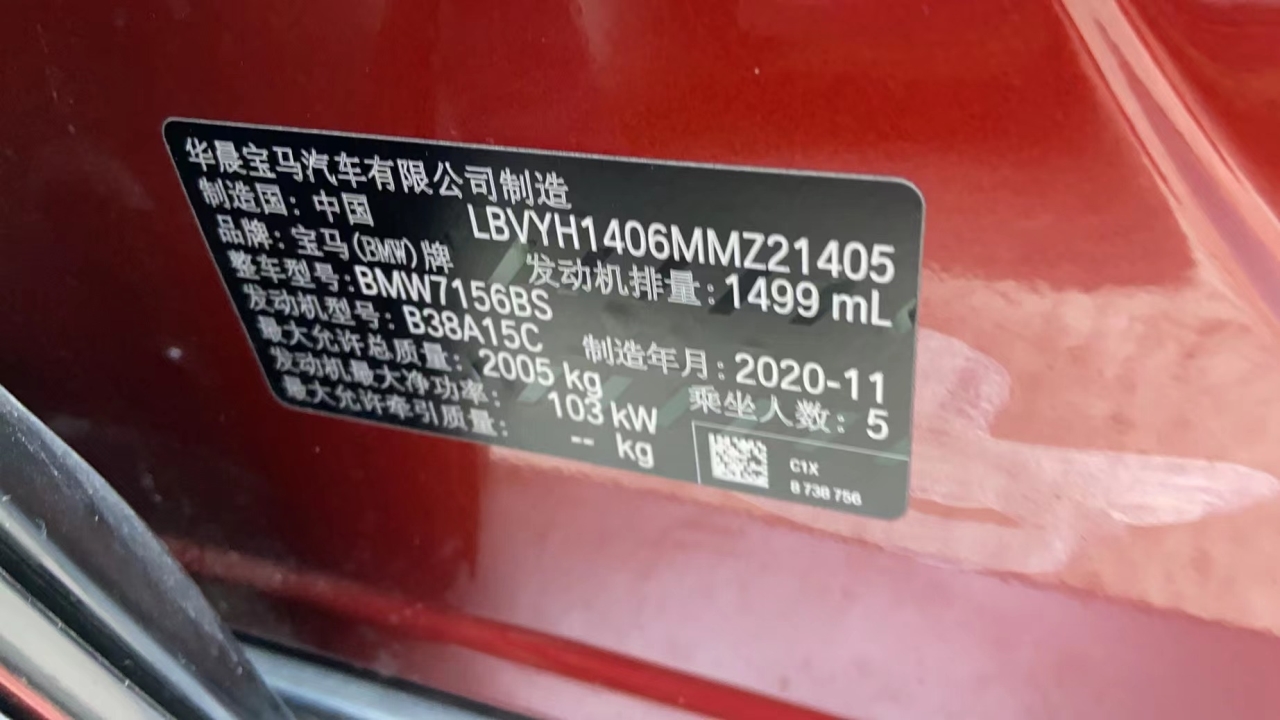 华晨宝马汽车有限公司制造
制造国：中国
LBVYH1406MMZ21405
品牌：宝马(BMW)牌
发动机排量：1499 mL
整车型号：BMW7156BS
发动机型号：B38A15C
制造年月：2020-11
最大允许总质量：2005 kg
乘坐人数：5
发动机最大净功率：103 kW
最大允许牵引质量：-- kg
C1X
8 738 756